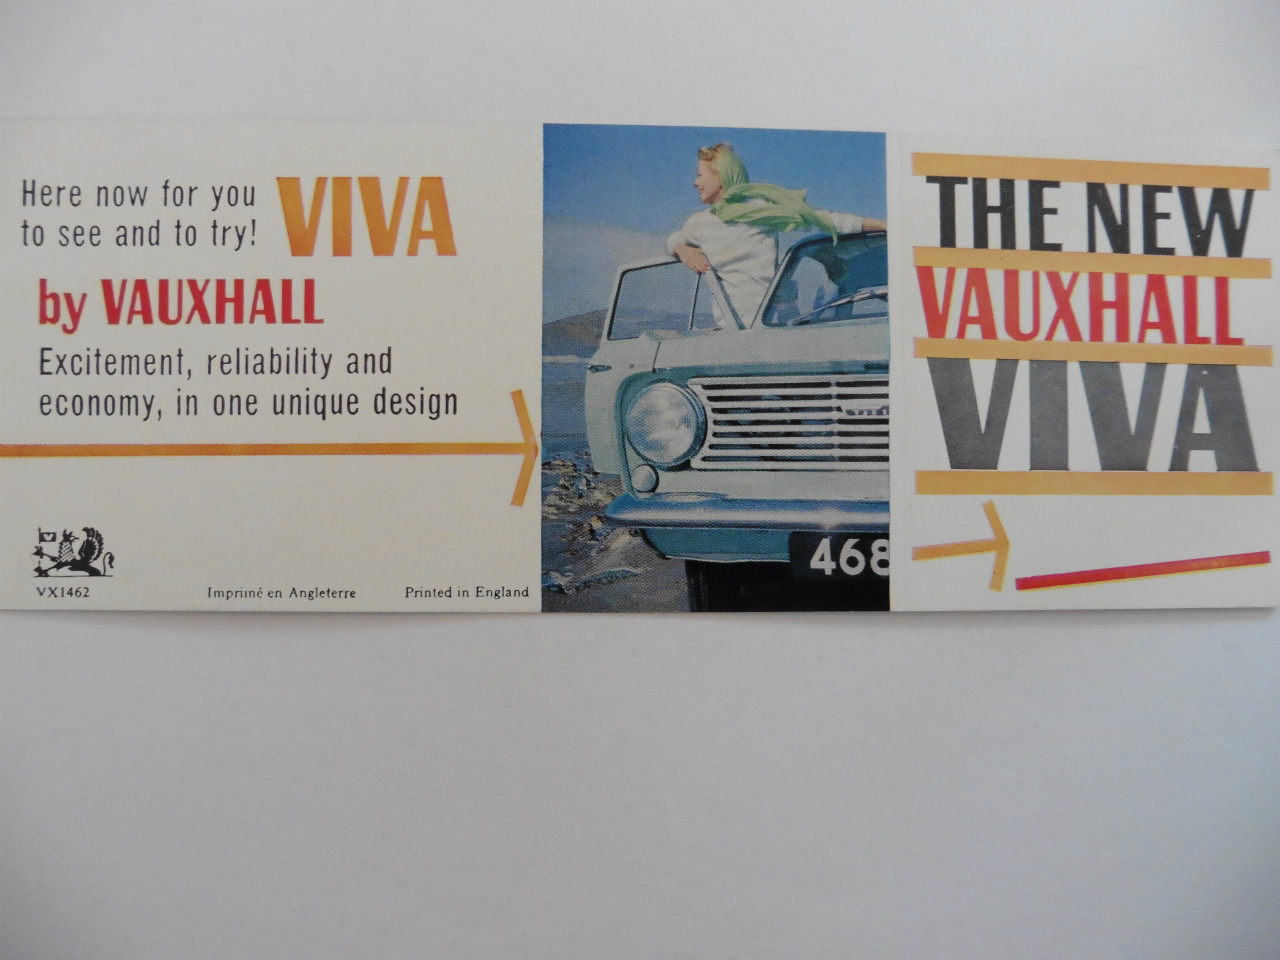 Here now for you
to see and to try! VIVA
by VAUXHALL
Excitement, reliability and
economy, in one unique design
VX1462 Imprimé en Angleterre Printed in England
468
THE NEW
VAUXHALL
VIVA